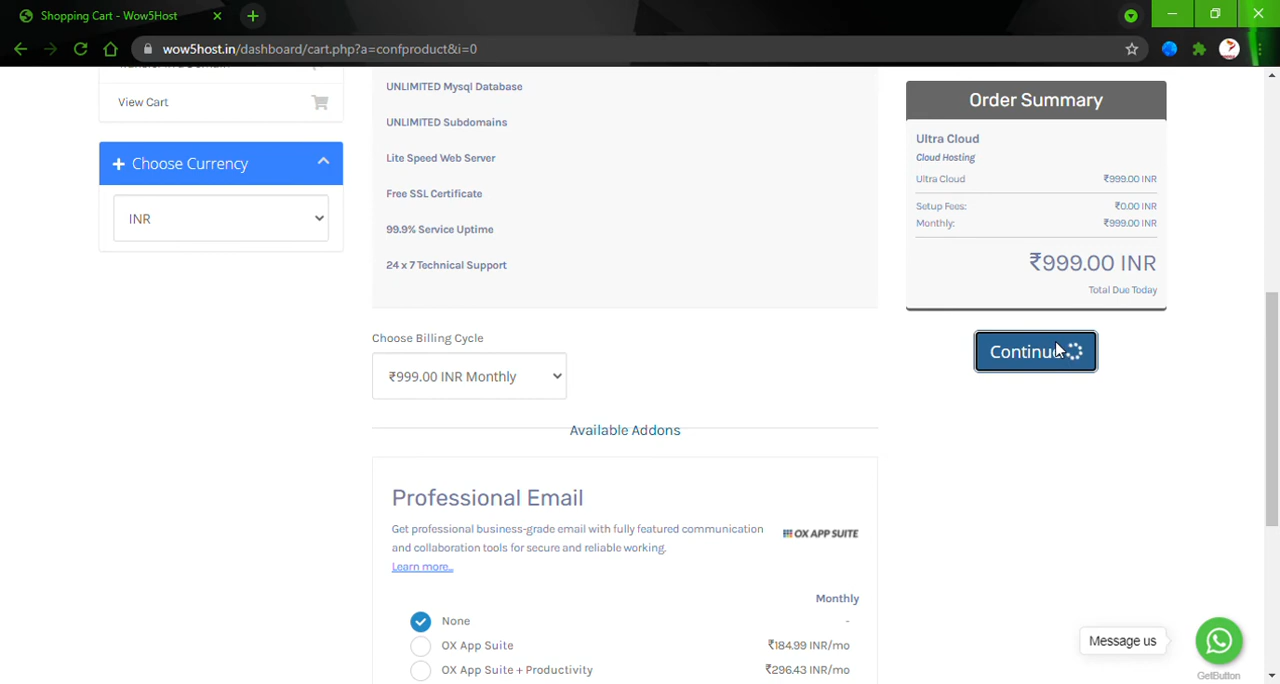 Shopping Cart - Wow5Host
wow5host.in/dashboard/cart.php?a=confproduct&i=0
View Cart
Choose Currency
INR
UNLIMITED Mysql Database
UNLIMITED Subdomains
Lite Speed Web Server
Free SSL Certificate
99.9% Service Uptime
24 x 7 Technical Support
Choose Billing Cycle
₹999.00 INR Monthly
Available Addons
Professional Email
Get professional business-grade email with fully featured communication
and collaboration tools for secure and reliable working.
Learn more...
OX APP SUITE
Monthly
None -
OX App Suite ₹184.99 INR/mo
OX App Suite + Productivity ₹296.43 INR/mo
Order Summary
Ultra Cloud
Cloud Hosting
Ultra Cloud ₹999.00 INR
Setup Fees: ₹0.00 INR
Monthly: ₹999.00 INR
₹999.00 INR
Total Due Today
Continue
Message us
GetButton